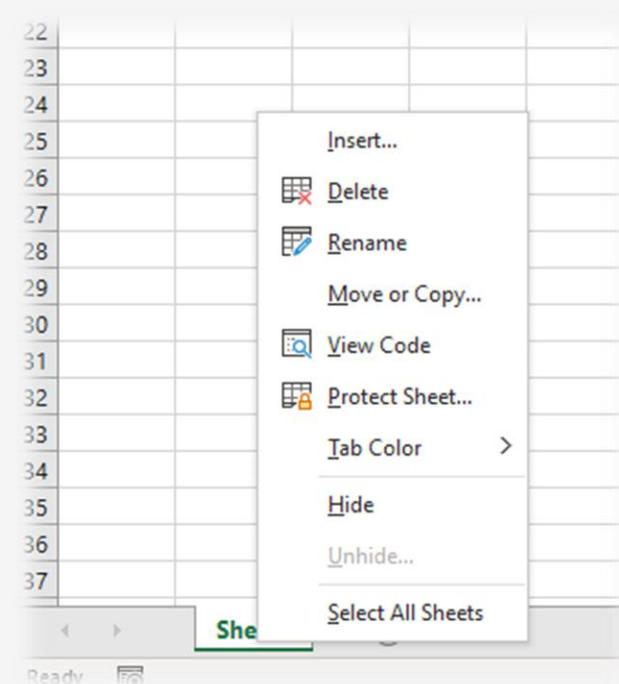 22
23
24
25
26
27
28
29
30
31
32
33
34
35
36
37
Insert...
Delete
Rename
Move or Copy...
View Code
Protect Sheet...
Tab Color
Hide
Unhide...
Select All Sheets
She
Ready